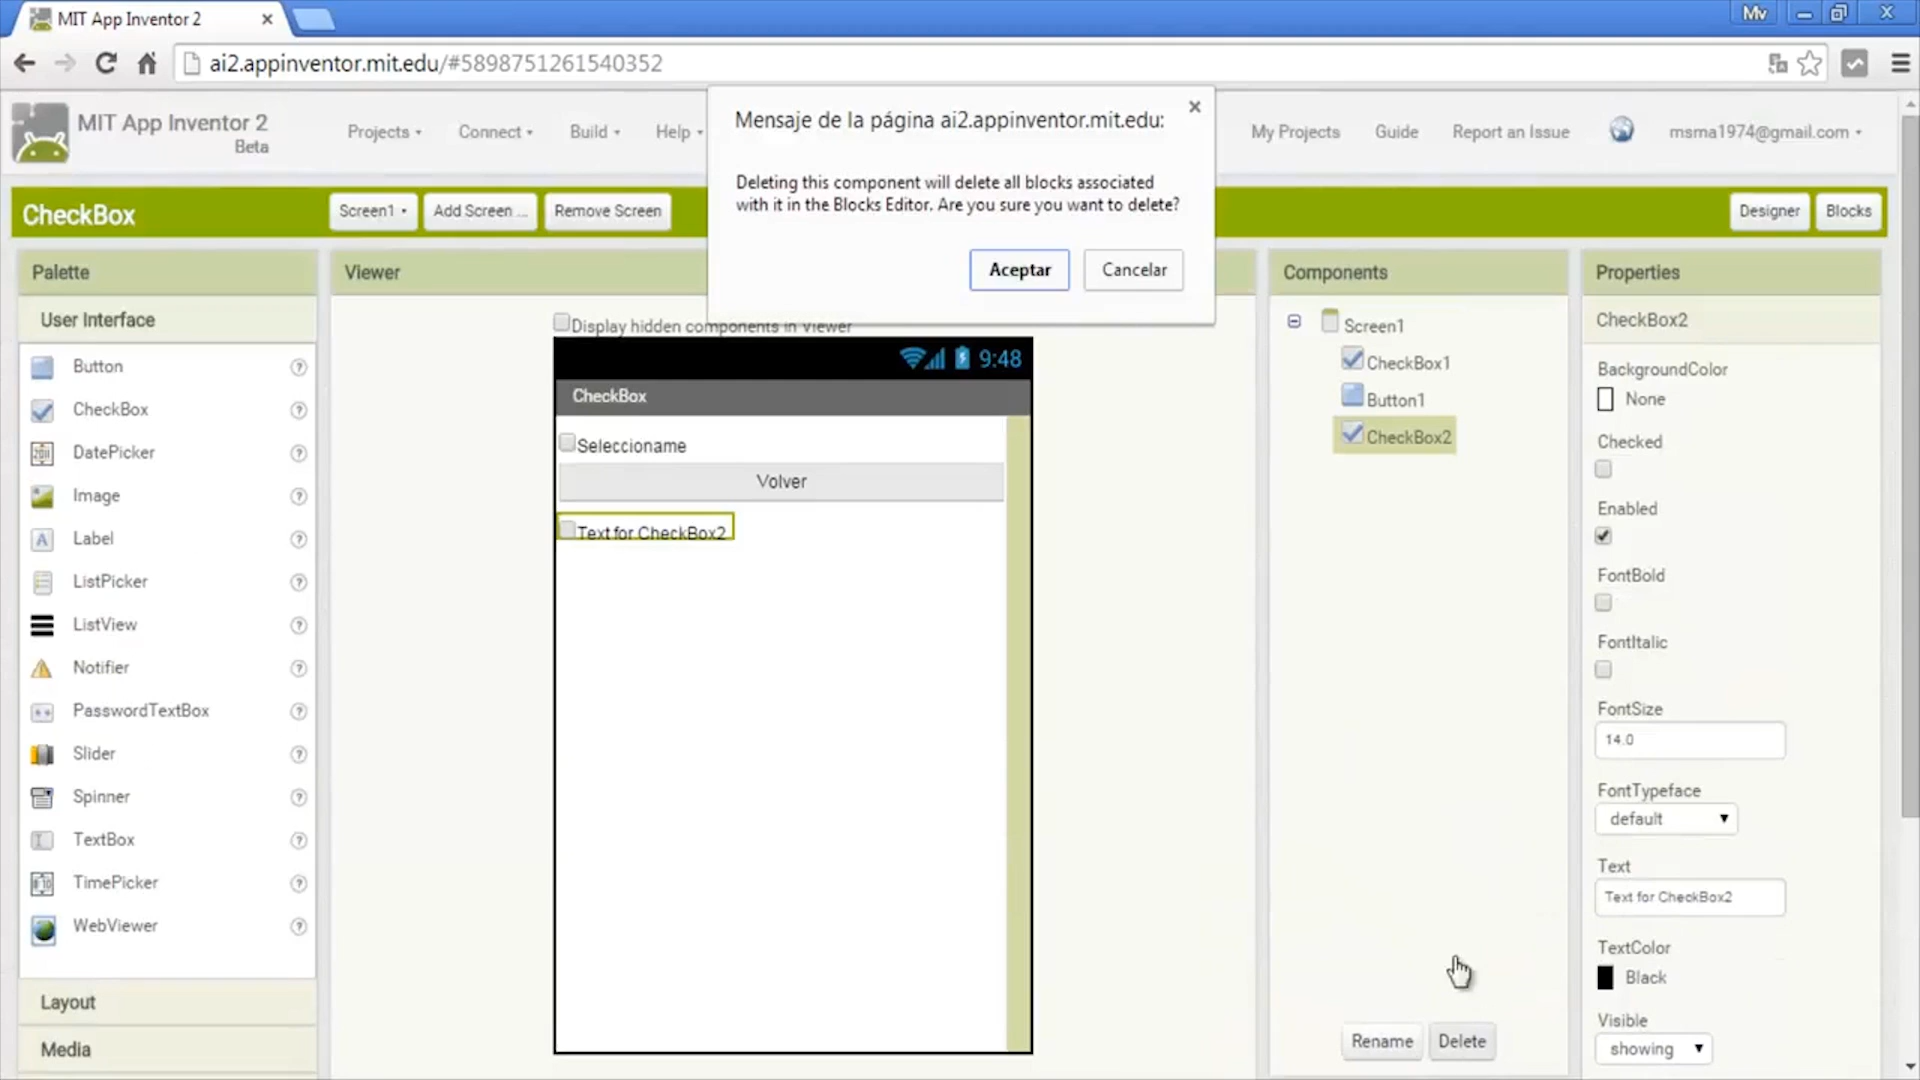 MIT App Inventor 2
Mv
ai2.appinventor.mit.edu/#5898751261540352
MIT App Inventor 2
Beta
Projects
Connect
Build
Help
My Projects
Guide
Report an Issue
msma1974@gmail.com
Mensaje de la página ai2.appinventor.mit.edu:
Deleting this component will delete all blocks associated
with it in the Blocks Editor. Are you sure you want to delete?
Aceptar
Cancelar
CheckBox
Screen1
Add Screen ...
Remove Screen
Designer
Blocks
Palette
User Interface
Button
CheckBox
DatePicker
Image
Label
ListPicker
ListView
Notifier
PasswordTextBox
Slider
Spinner
TextBox
TimePicker
WebViewer
Layout
Media
Viewer
Display hidden components in Viewer
9:48
CheckBox
Seleccioname
Volver
Text for CheckBox2
Components
Screen1
CheckBox1
Button1
CheckBox2
Rename
Delete
Properties
CheckBox2
BackgroundColor
None
Checked
Enabled
FontBold
FontItalic
FontSize
14.0
FontTypeface
default
Text
Text for CheckBox2
TextColor
Black
Visible
showing